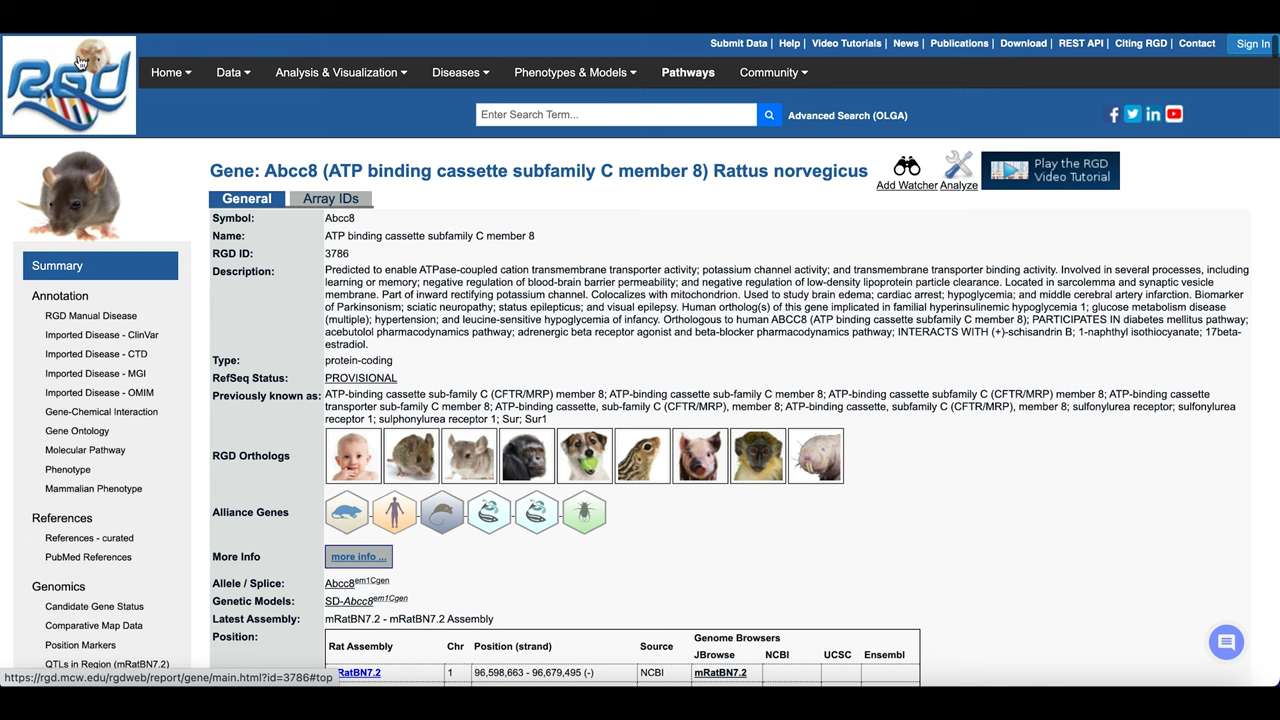 Submit Data | Help | Video Tutorials | News | Publications | Download | REST API | Citing RGD | Contact
Sign In
RGD
Home Data Analysis & Visualization Diseases Phenotypes & Models Pathways Community
Enter Search Term...
Advanced Search (OLGA)
Gene: Abcc8 (ATP binding cassette subfamily C member 8) Rattus norvegicus
Add Watcher
Analyze
Play the RGD
Video Tutorial
General
Array IDs
Summary
Annotation
RGD Manual Disease
Imported Disease - ClinVar
Imported Disease - CTD
Imported Disease - MGI
Imported Disease - OMIM
Gene-Chemical Interaction
Gene Ontology
Molecular Pathway
Phenotype
Mammalian Phenotype
References
References - curated
PubMed References
Genomics
Candidate Gene Status
Comparative Map Data
Position Markers
QTLs in Region (mRatBN7.2)
Symbol: Abcc8
Name: ATP binding cassette subfamily C member 8
RGD ID: 3786
Description: Predicted to enable ATPase-coupled cation transmembrane transporter activity; potassium channel activity; and transmembrane transporter binding activity. Involved in several processes, including
learning or memory; negative regulation of blood-brain barrier permeability; and negative regulation of low-density lipoprotein particle clearance. Located in sarcolemma and synaptic vesicle
membrane. Part of inward rectifying potassium channel. Colocalizes with mitochondrion. Used to study brain edema; cardiac arrest; hypoglycemia; and middle cerebral artery infarction. Biomarker
of Parkinsonism; sciatic neuropathy; status epilepticus; and visual epilepsy. Human ortholog(s) of this gene implicated in familial hyperinsulinemic hypoglycemia 1; glucose metabolism disease
(multiple); hypertension; and leucine-sensitive hypoglycemia of infancy. Orthologous to human ABCC8 (ATP binding cassette subfamily C member 8); PARTICIPATES IN diabetes mellitus pathway;
acebutolol pharmacodynamics pathway; adrenergic beta receptor agonist and beta-blocker pharmacodynamics pathway; INTERACTS WITH (+)-schisandrin B; 1-naphthyl isothiocyanate; 17beta-
estradiol.
Type: protein-coding
RefSeq Status: PROVISIONAL
Previously known as: ATP-binding cassette sub-family C (CFTR/MRP) member 8; ATP-binding cassette sub-family C member 8; ATP-binding cassette subfamily C (CFTR/MRP) member 8; ATP-binding cassette
transporter sub-family C member 8; ATP-binding cassette, sub-family C (CFTR/MRP), member 8; ATP-binding cassette, subfamily C (CFTR/MRP), member 8; sulfonylurea receptor; sulfonylurea
receptor 1; sulphonylurea receptor 1; Sur; Sur1
RGD Orthologs
Alliance Genes
More Info more info ...
Allele / Splice: Abcc8em1Cgen
Genetic Models: SD-Abcc8em1Cgen
Latest Assembly: mRatBN7.2 - mRatBN7.2 Assembly
Position:
Rat Assembly Chr Position (strand) Source Genome Browsers
JBrowse NCBI UCSC Ensembl
RatBN7.2 1 96,598,663 - 96,679,495 (-) NCBI mRatBN7.2
https://rgd.mcw.edu/rgdweb/report/gene/main.html?id=3786#top